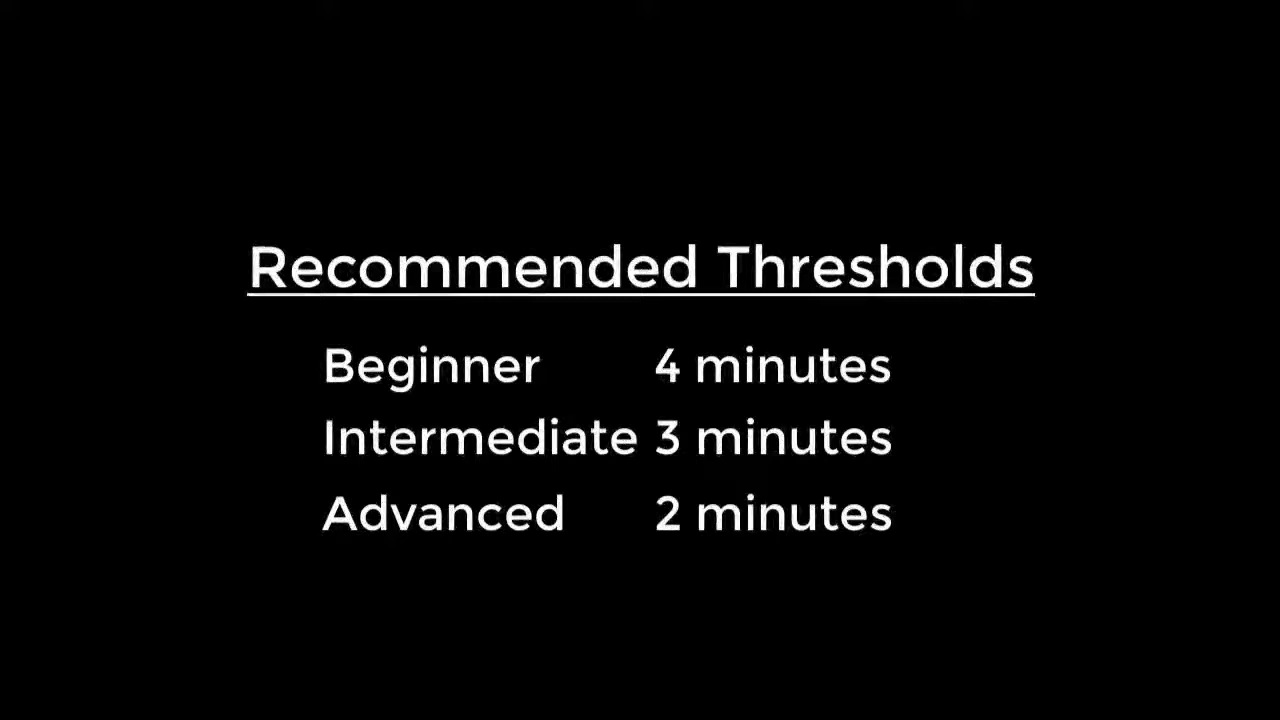 Recommended Thresholds
Beginner 4 minutes
Intermediate 3 minutes
Advanced 2 minutes